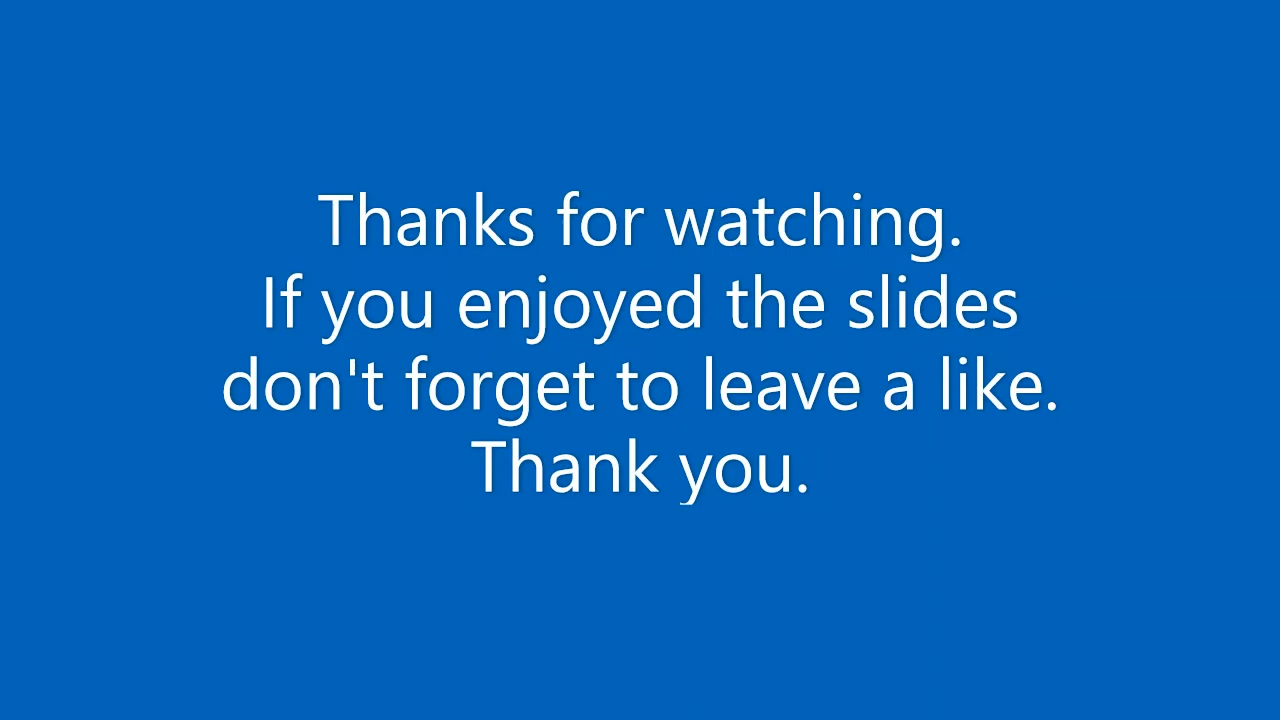 Thanks for watching.
If you enjoyed the slides
don't forget to leave a like.
Thank you.